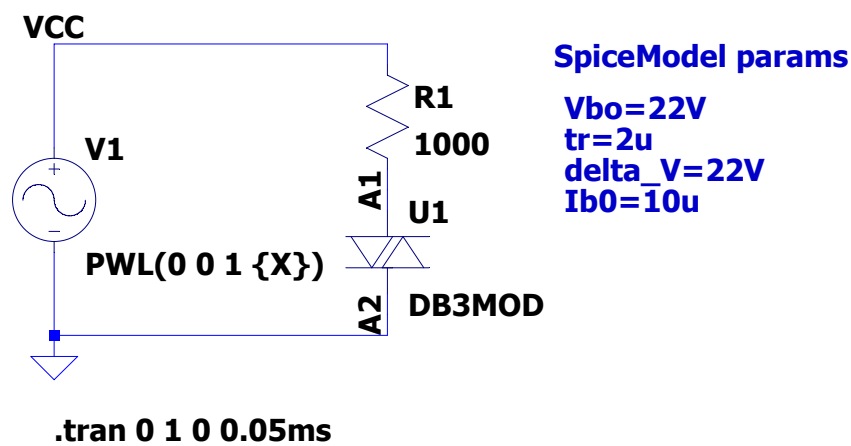 VCC
SpiceModel params
R1
1000
Vbo=22V
tr=2u
delta_V=22V
Ib0=10u
V1
A1
U1
PWL(0 0 1 {X})
A2
DB3MOD
.tran 0 1 0 0.05ms